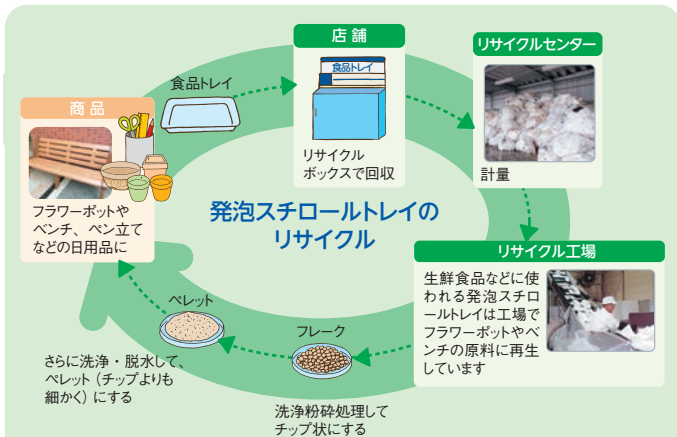 発泡スチロールトレイの
リサイクル
食品トレイ
店舗
食品トレイ
リサイクル
ボックスで回収
リサイクルセンター
計量
リサイクル工場
生鮮食品などに使
われる発泡スチロ
ールトレイは工場で
フラワーポットやベ
ンチの原料に再生
しています
フレーク
洗浄粉砕処理して
チップ状にする
ペレット
さらに洗浄・脱水して、
ペレット(チップよりも
細かく)にする
商品
フラワーポットや
ベンチ、ペン立て
などの日用品に